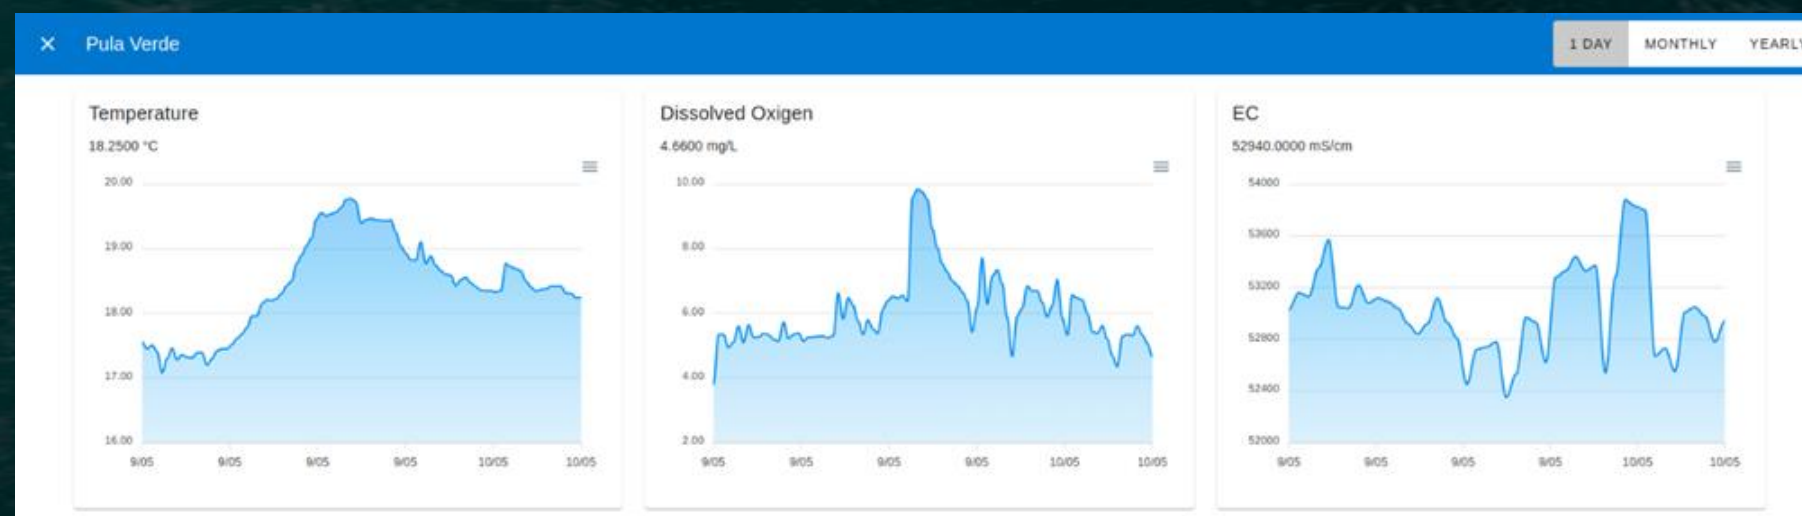 × Pula Verde 1 DAY MONTHLY YEARLY
Temperature
18.2500 °C
20.00
19.00
18.00
17.00
16.00
9/05 9/05 9/05 9/05 10/05 10/05
Dissolved Oxigen
4.6600 mg/L
10.00
8.00
6.00
4.00
2.00
9/05 9/05 9/05 9/05 10/05 10/05
EC
52940.0000 mS/cm
54000
53600
53200
52800
52400
52000
9/05 9/05 9/05 9/05 10/05 10/05